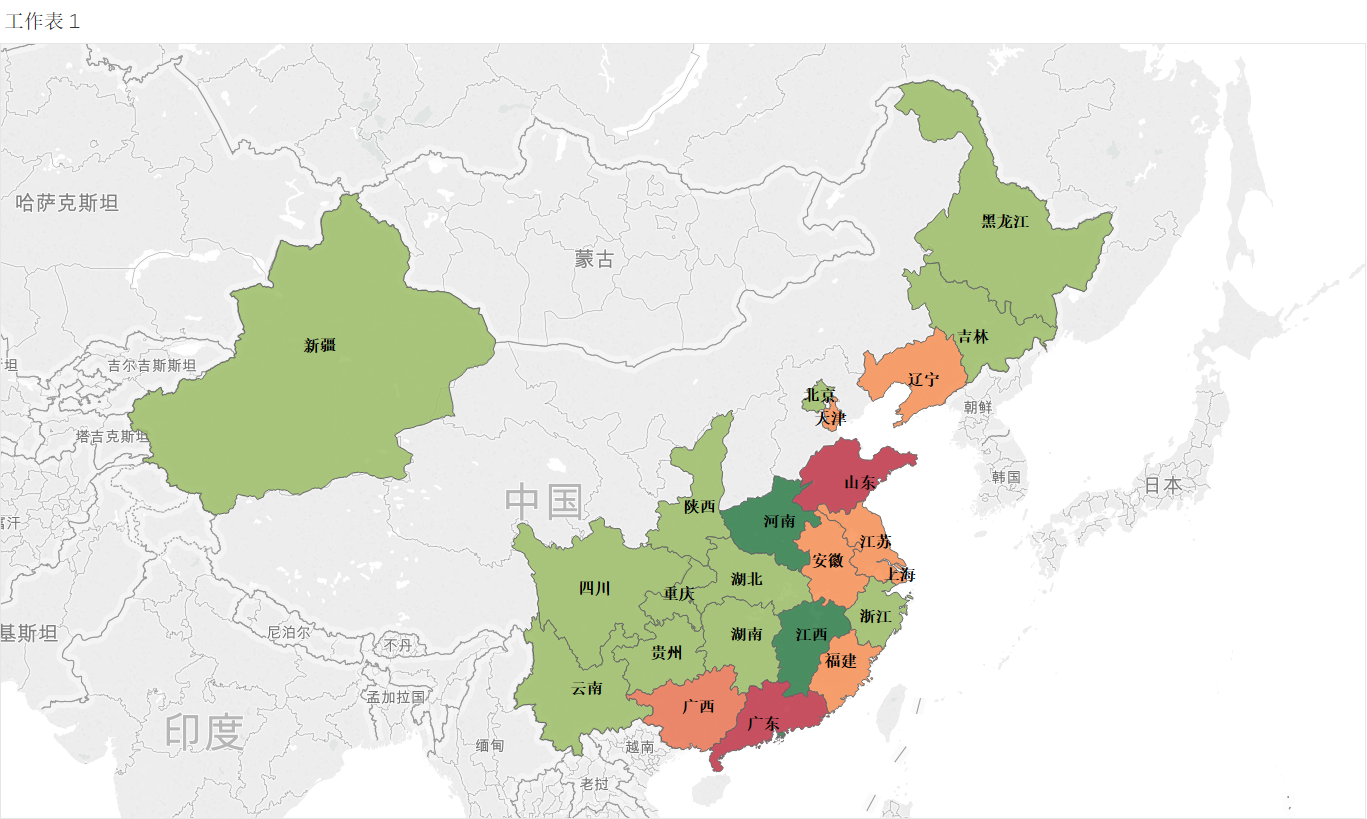 工作表 1
哈萨克斯坦
黑龙江
蒙古
吉林
新疆
吉尔吉斯斯坦
坦
辽宁
北京
朝鲜
天津
塔吉克斯坦
山东
韩国
日本
中国
陕西
河南
富汗
江苏
安徽
上海
湖北
四川
重庆
浙江
基斯坦
尼泊尔
湖南
江西
不丹
贵州
福建
云南
孟加拉国
广西
广东
印度
缅甸
越南
老挝